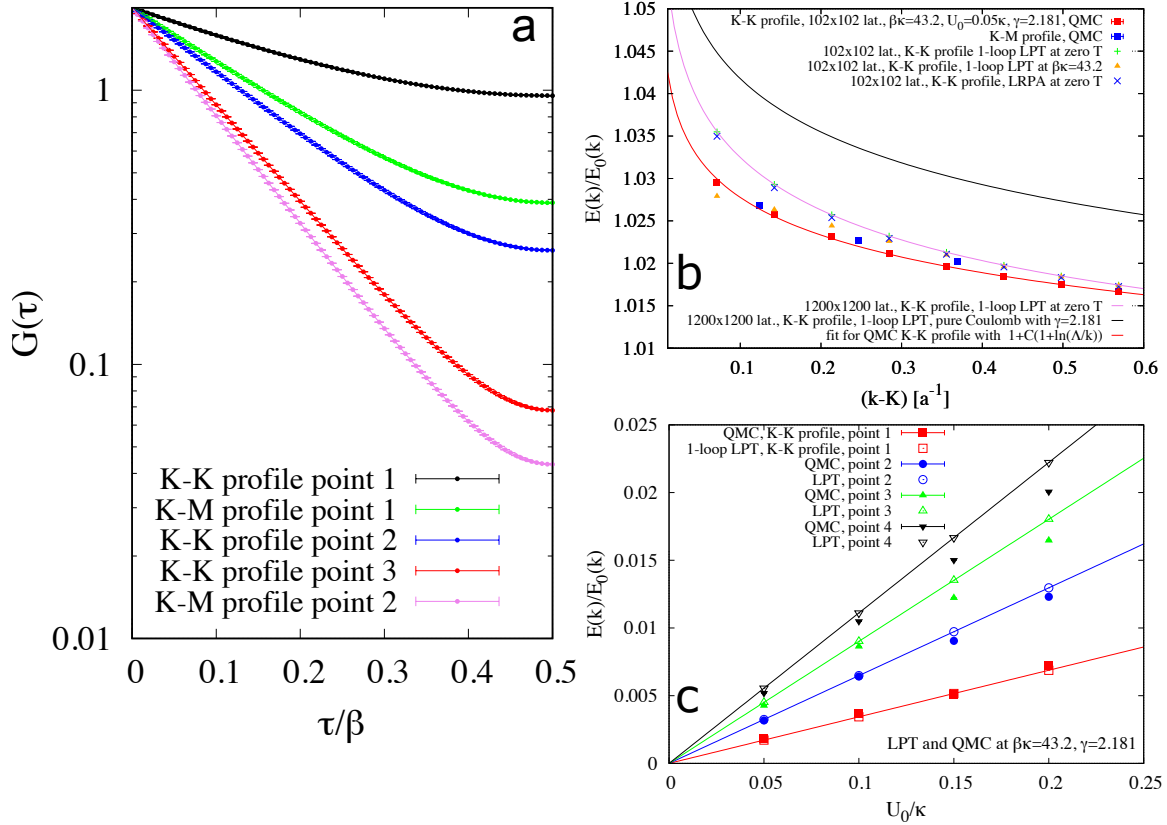 a
1
0.1
0.01
G(τ)
K-K profile point 1
K-M profile point 1
K-K profile point 2
K-K profile point 3
K-M profile point 2
0 0.1 0.2 0.3 0.4 0.5
τ/β
1.05
1.045
1.04
1.035
1.03
1.025
1.02
1.015
1.01
E(k)/E₀(k)
K-K profile, 102x102 lat., βκ=43.2, U₀=0.05κ, γ=2.181, QMC
K-M profile, QMC
102x102 lat., K-K profile 1-loop LPT at zero T
102x102 lat., K-K profile, 1-loop LPT at βκ=43.2
102x102 lat., K-K profile, LRPA at zero T
b
1200x1200 lat., K-K profile, 1-loop LPT at zero T
1200x1200 lat., K-K profile, 1-loop LPT, pure Coulomb with γ=2.181
fit for QMC K-K profile with 1+C(1+ln(Λ/k))
0.1 0.2 0.3 0.4 0.5 0.6
(k-K) [a⁻¹]
0.025
0.02
0.015
0.01
0.005
0
E(k)/E₀(k)
QMC, K-K profile, point 1
1-loop LPT, K-K profile, point 1
QMC, point 2
LPT, point 2
QMC, point 3
LPT, point 3
QMC, point 4
LPT, point 4
c
LPT and QMC at βκ=43.2, γ=2.181
0 0.05 0.1 0.15 0.2 0.25
U₀/κ